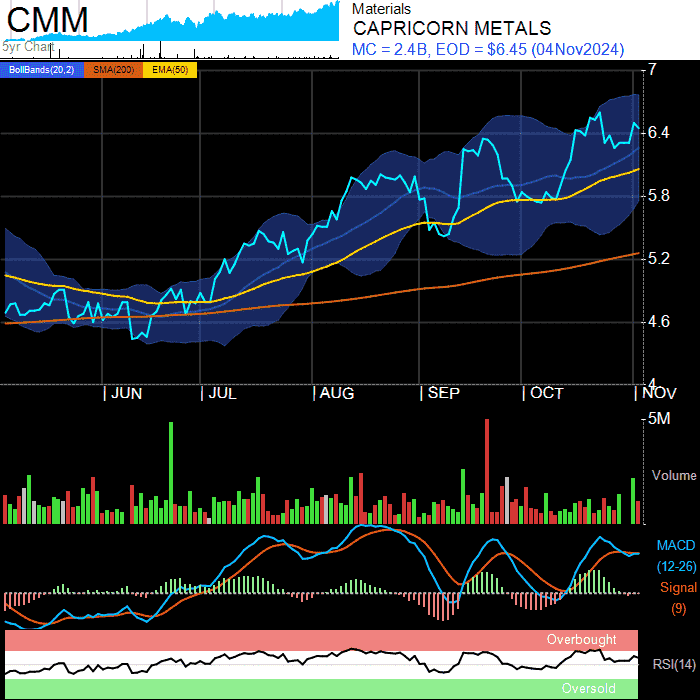 CMM
5yr Chart
Materials
CAPRICORN METALS
MC = 2.4B, EOD = $6.45 (04Nov2024)
BollBands(20,2) SMA(200) EMA(50)
7
6.4
5.8
5.2
4.6
4
JUN JUL AUG SEP OCT NOV
5M
Volume
MACD
(12-26)
Signal
(9)
Overbought
RSI(14)
Oversold